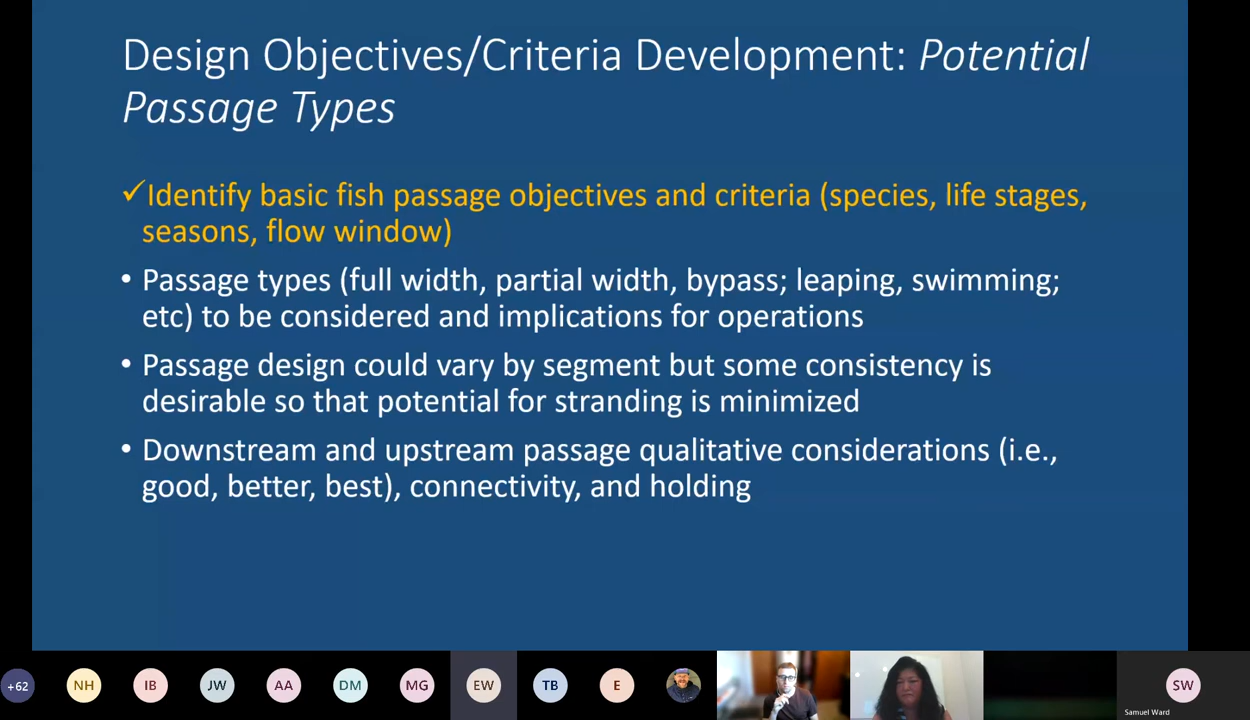 Design Objectives/Criteria Development: Potential
Passage Types
✓Identify basic fish passage objectives and criteria (species, life stages,
seasons, flow window)
• Passage types (full width, partial width, bypass; leaping, swimming;
etc) to be considered and implications for operations
• Passage design could vary by segment but some consistency is
desirable so that potential for stranding is minimized
• Downstream and upstream passage qualitative considerations (i.e.,
good, better, best), connectivity, and holding
+62 NH IB JW AA DM MG EW TB E SW
Samuel Ward